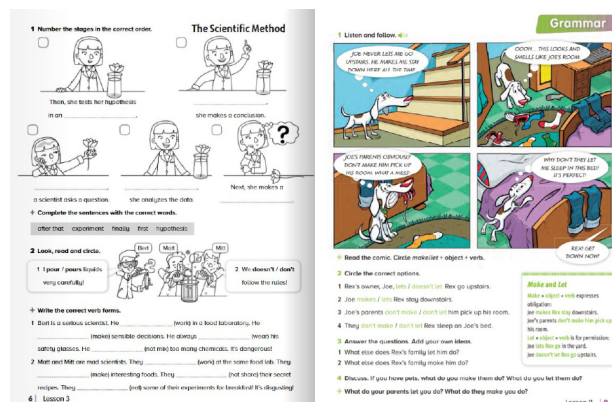 1 Number the stages in the correct order.
The Scientific Method
Then, she tests her hypothesis
in an ____________.
____________,
she makes a conclusion.
____________,
a scientist asks a question.
____________,
she analyzes the data.
Next, she makes a
____________.
+ Complete the sentences with the correct words.
after that experiment finally first hypothesis
2 Look, read and circle.
Bert
Matt
Mitt
1 I pour / pours liquids
very carefully!
2 We doesn't / don't
follow the rules!
+ Write the correct verb forms.
1 Bert is a serious scientist. He ____________ (work) in a food laboratory. He
____________ (make) sensible decisions. He always ____________ (wear) his
safety glasses. He ____________ (not mix) too many chemicals. It's dangerous!
2 Matt and Mitt are mad scientists. They ____________ (work) at the same food lab. They
____________ (make) interesting foods. They ____________ (not share) their secret
recipes. They ____________ (eat) some of their experiments for breakfast! It's disgusting!
6 | Lesson 3
Grammar
1 Listen and follow.
JOE NEVER LETS ME GO
UPSTAIRS. HE MAKES ME STAY
DOWN HERE ALL THE TIME.
OOOH... THIS LOOKS AND
SMELLS LIKE JOE'S ROOM.
JOE'S PARENTS OBVIOUSLY
DON'T MAKE HIM PICK UP
HIS ROOM. WHAT A MESS!
WHY DON'T THEY LET
ME SLEEP IN THIS BED?
IT'S PERFECT!
REX! GET
DOWN NOW!
+ Read the comic. Circle make/let + object + verb.
2 Circle the correct options.
1 Rex's owner, Joe, lets / doesn't let Rex go upstairs.
2 Joe makes / lets Rex stay downstairs.
3 Joe's parents don't make / don't let him pick up his room.
4 They don't make / don't let Rex sleep on Joe's bed.
3 Answer the questions. Add your own ideas.
1 What else does Rex's family let him do?
2 What else does Rex's family make him do?
4 Discuss. If you have pets, what do you make them do? What do you let them do?
+ What do your parents let you do? What do they make you do?
Make and Let
Make + object + verb expresses
obligation:
Joe makes Rex stay downstairs.
Joe's parents don't make him pick up
his room.
Let + object + verb is for permission:
Joe lets Rex go in the yard.
Joe doesn't let Rex go upstairs.